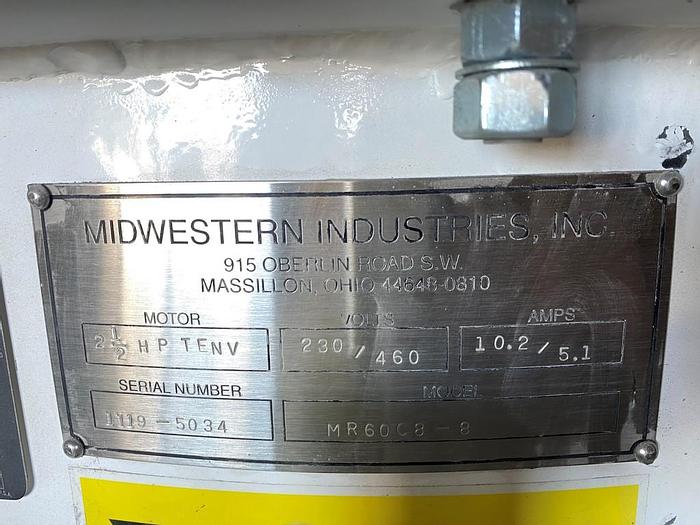 MIDWESTERN INDUSTRIES, INC.
915 OBERLIN ROAD S.W.
MASSILLON, OHIO 44648-0810
MOTOR VOLTS AMPS
2 1/2 HP TENV 230/460 10.2/5.1
SERIAL NUMBER MODEL
1119-5034 MR60C8-8